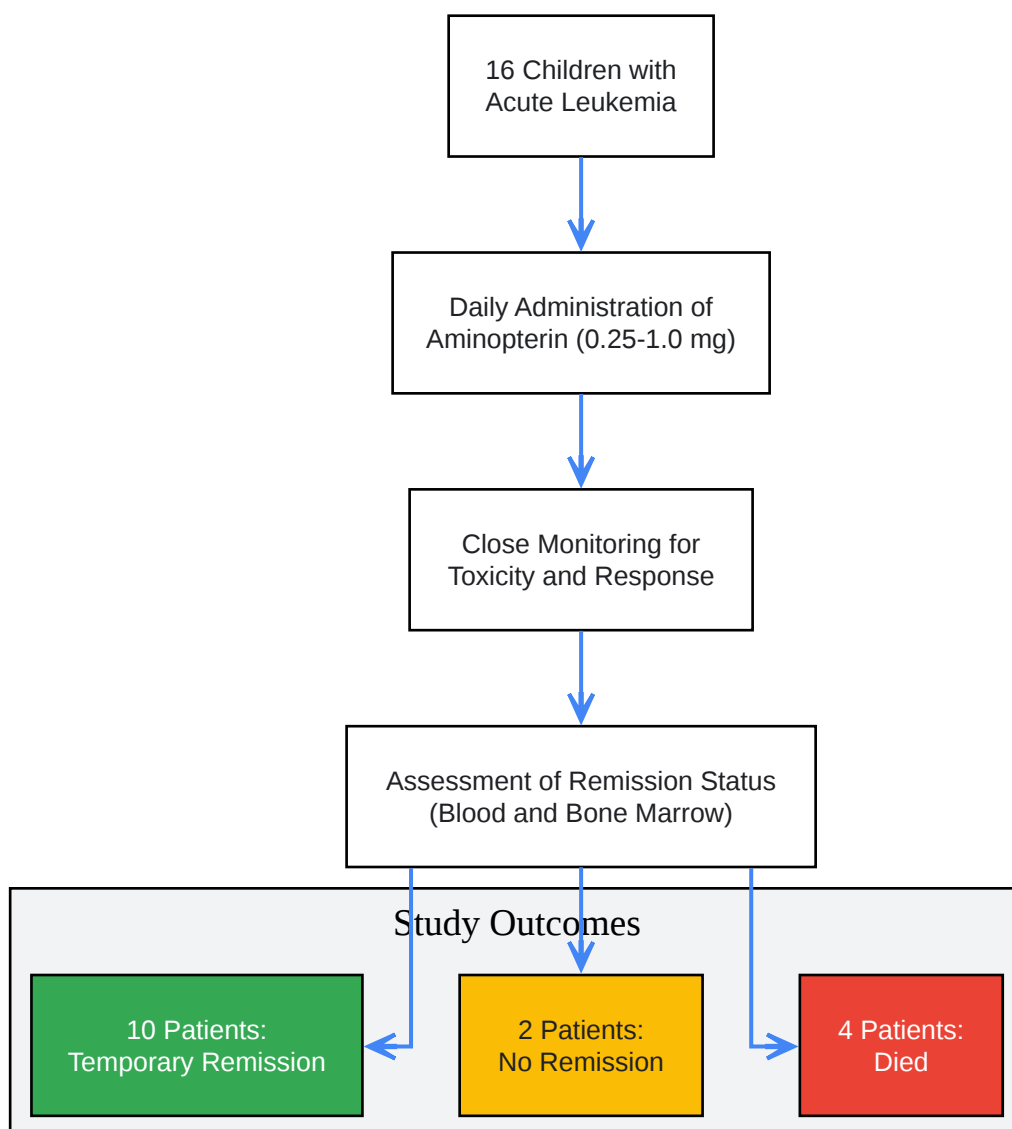 16 Children with
Acute Leukemia
Daily Administration of
Aminopterin (0.25-1.0 mg)
Close Monitoring for
Toxicity and Response
Assessment of Remission Status
(Blood and Bone Marrow)
Study Outcomes
10 Patients:
Temporary Remission
2 Patients:
No Remission
4 Patients:
Died